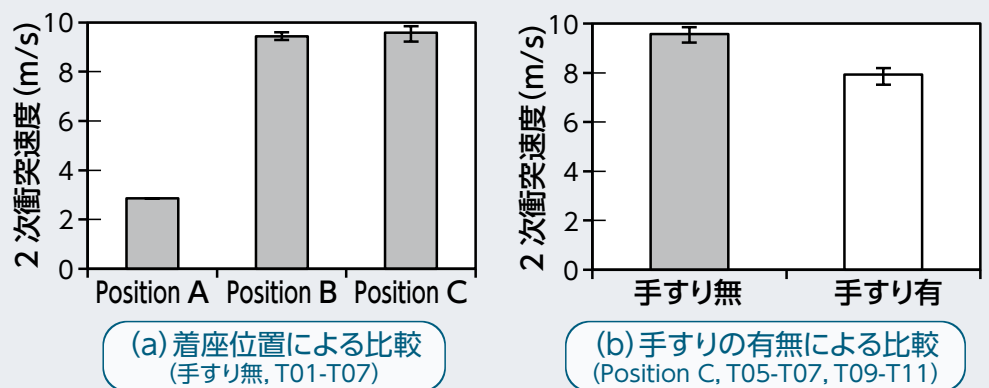 2次衝突速度(m/s)
10
8
6
4
2
0
Position A
Position B
Position C
(a)着座位置による比較
(手すり無, T01-T07)
2次衝突速度(m/s)
10
8
6
4
2
0
手すり無
手すり有
(b)手すりの有無による比較
(Position C, T05-T07, T09-T11)